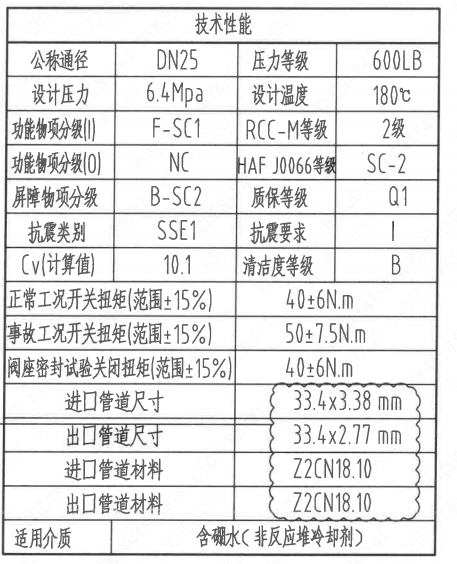 技术性能
公称通径 DN25 压力等级 600LB
设计压力 6.4Mpa 设计温度 180℃
功能物项分级(I) F-SC1 RCC-M等级 2级
功能物项分级(O) NC HAF J0066等级 SC-2
屏障物项分级 B-SC2 质保等级 Q1
抗震类别 SSE1 抗震要求 I
Cv(计算值) 10.1 清洁度等级 B
正常工况开关扭矩(范围±15%) 40±6N.m
事故工况开关扭矩(范围±15%) 50±7.5N.m
阀座密封试验关闭扭矩(范围±15%) 40±6N.m
进口管道尺寸 33.4x3.38 mm
出口管道尺寸 33.4x2.77 mm
进口管道材料 Z2CN18.10
出口管道材料 Z2CN18.10
适用介质 含硼水(非反应堆冷却剂)